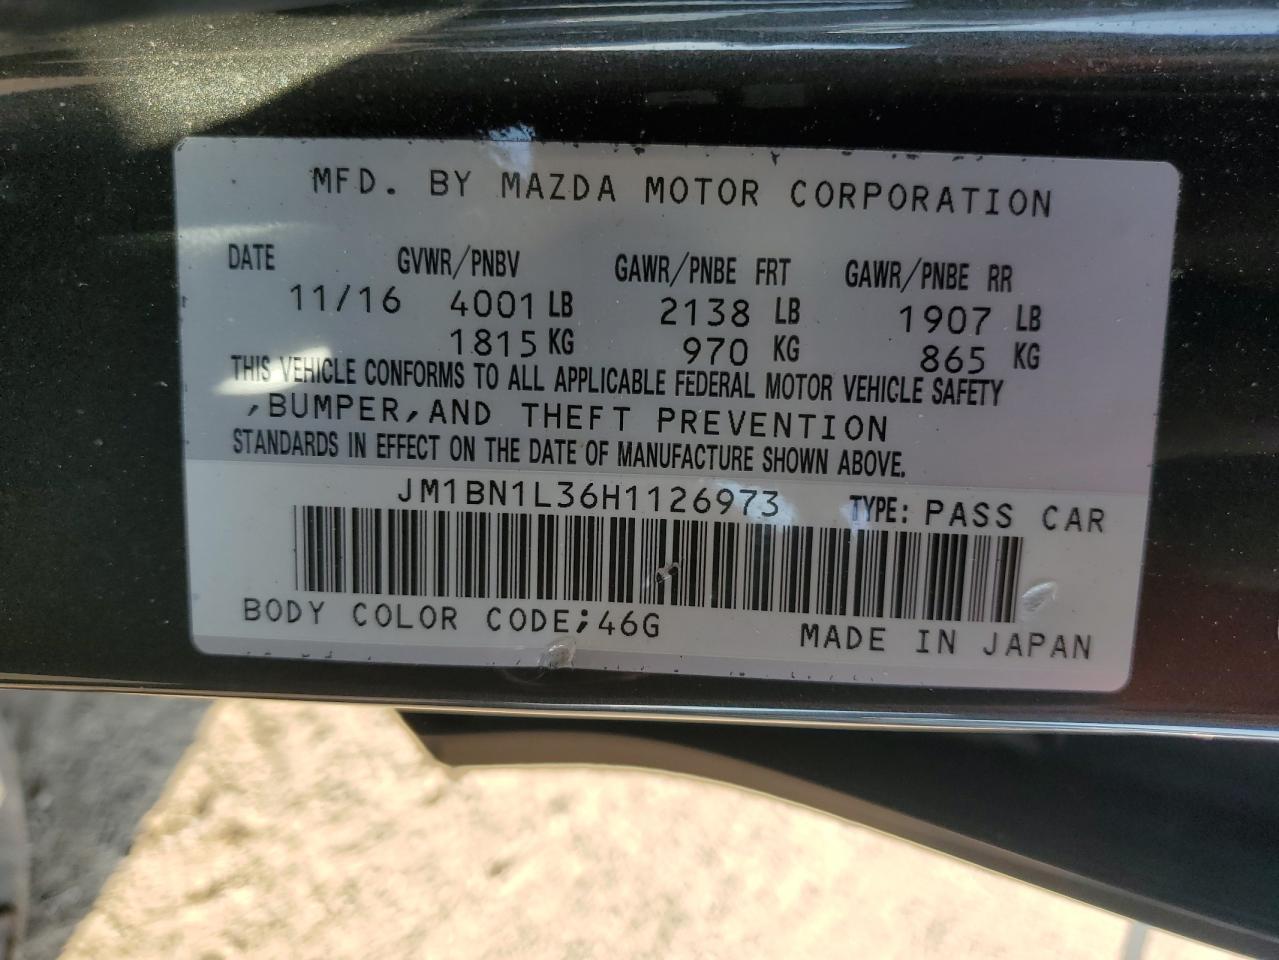 MFD. BY MAZDA MOTOR CORPORATION
DATE GVWR/PNBV GAWR/PNBE FRT GAWR/PNBE RR
11/16 4001 LB 2138 LB 1907 LB
1815 KG 970 KG 865 KG
THIS VEHICLE CONFORMS TO ALL APPLICABLE FEDERAL MOTOR VEHICLE SAFETY
,BUMPER,AND THEFT PREVENTION
STANDARDS IN EFFECT ON THE DATE OF MANUFACTURE SHOWN ABOVE.
JM1BN1L36H1126973 TYPE: PASS CAR
BODY COLOR CODE;46G MADE IN JAPAN